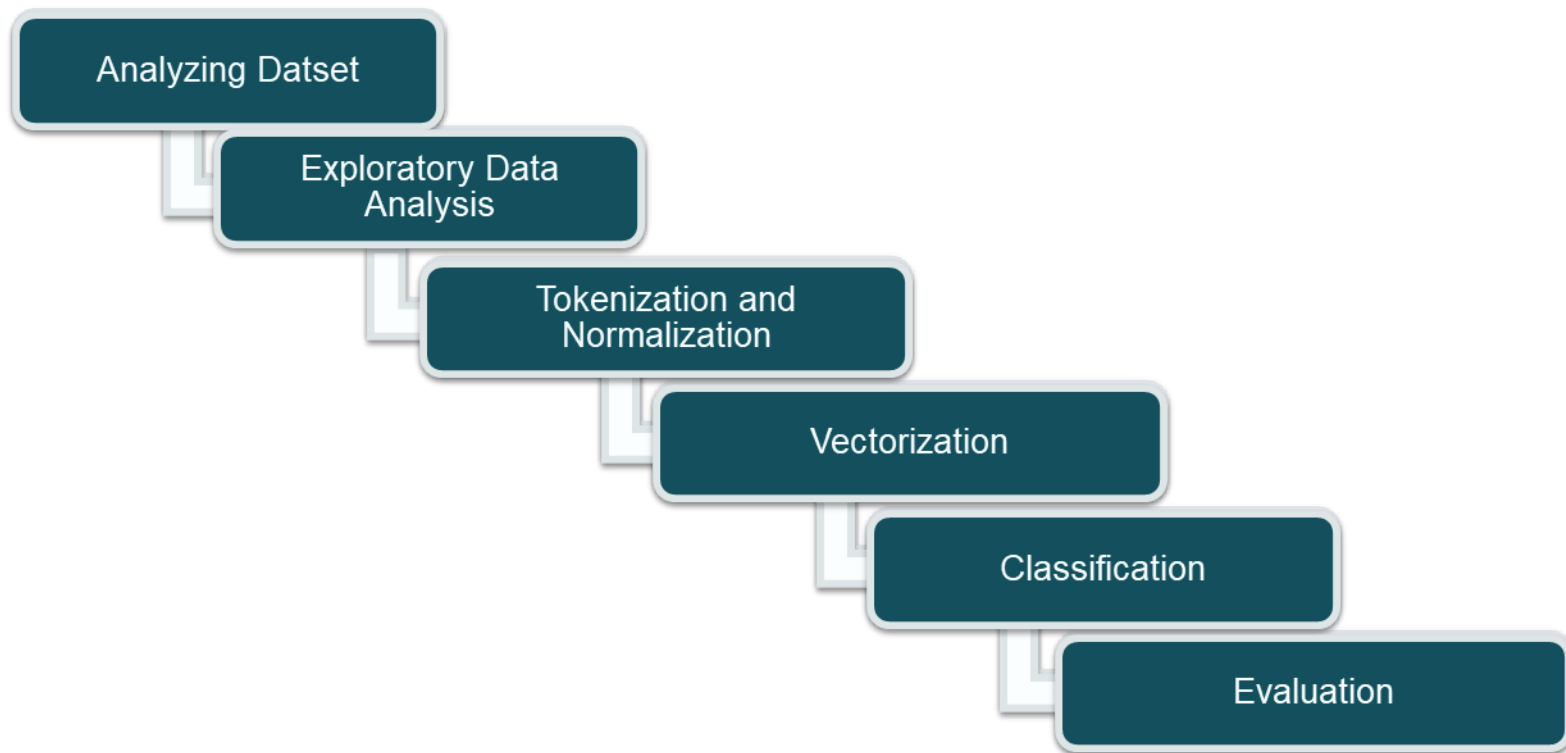 Analyzing Datset
Exploratory Data
Analysis
Tokenization and
Normalization
Vectorization
Classification
Evaluation